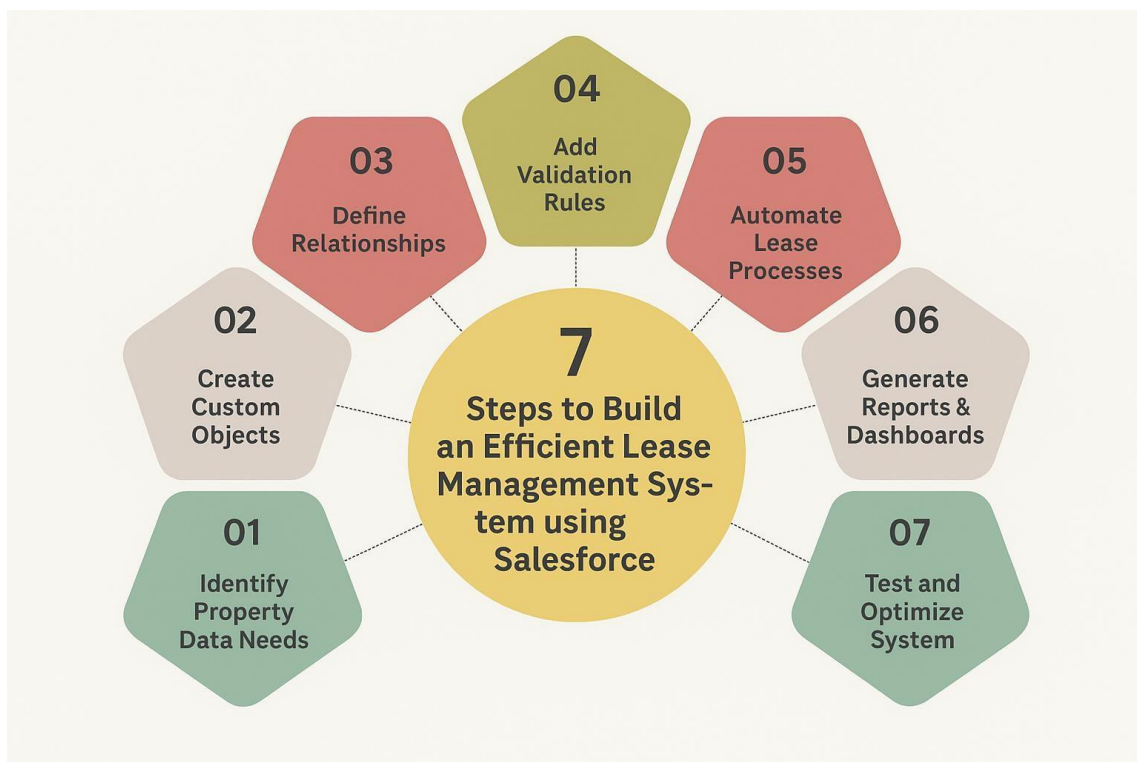 7
Steps to Build
an Efficient Lease
Management Sys-
tem using
Salesforce
01
Identify
Property
Data Needs
02
Create
Custom
Objects
03
Define
Relationships
04
Add
Validation
Rules
05
Automate
Lease
Processes
06
Generate
Reports &
Dashboards
07
Test and
Optimize
System